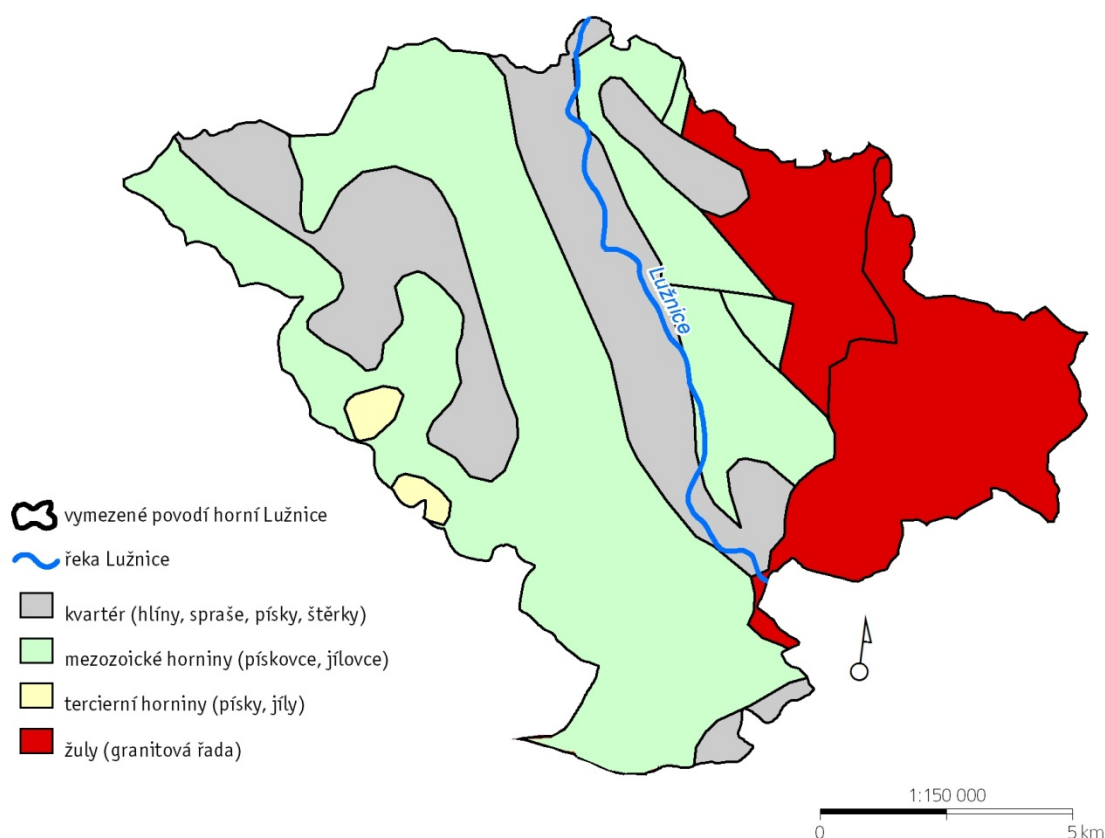 Lužnice
vymezené povodí horní Lužnice
řeka Lužnice
kvartér (hlíny, spraše, písky, štěrky)
mezozoické horniny (pískovce, jílovce)
tercierní horniny (písky, jíly)
žuly (granitová řada)
1:150 000
0 5 km